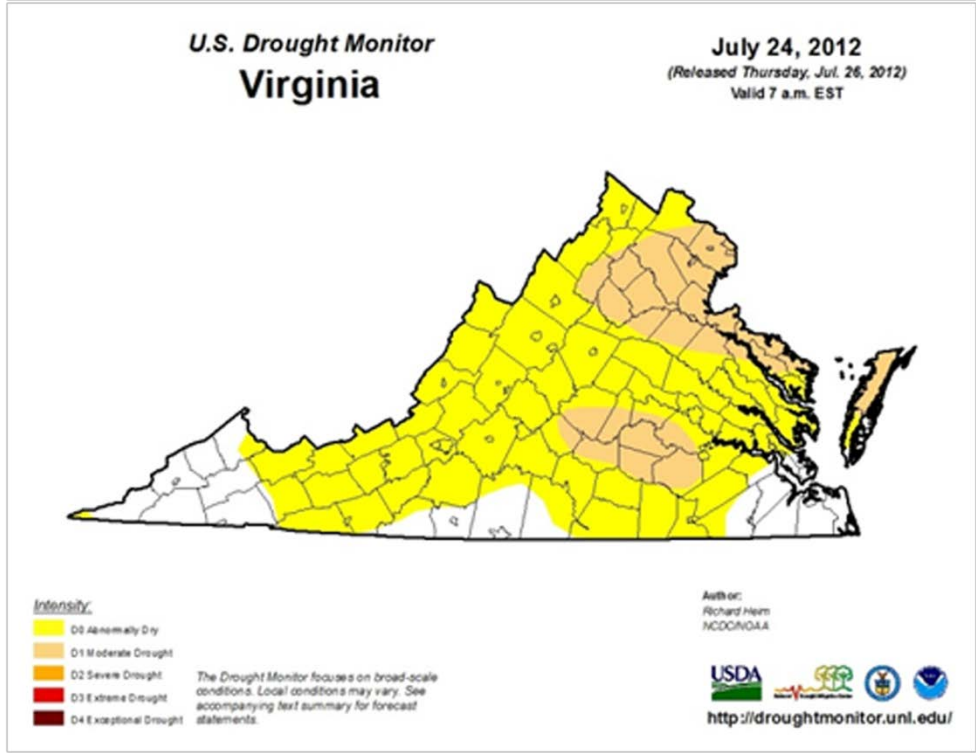 U.S. Drought Monitor
Virginia
July 24, 2012
(Released Thursday, Jul. 26, 2012)
Valid 7 a.m. EST
Intensity:
D0 Abnormally Dry
D1 Moderate Drought
D2 Severe Drought
D3 Extreme Drought
D4 Exceptional Drought
The Drought Monitor focuses on broad-scale
conditions. Local conditions may vary. See
accompanying text summary for forecast
statements.
Author:
Richard Heim
NCDC/NOAA
USDA
http://droughtmonitor.unl.edu/